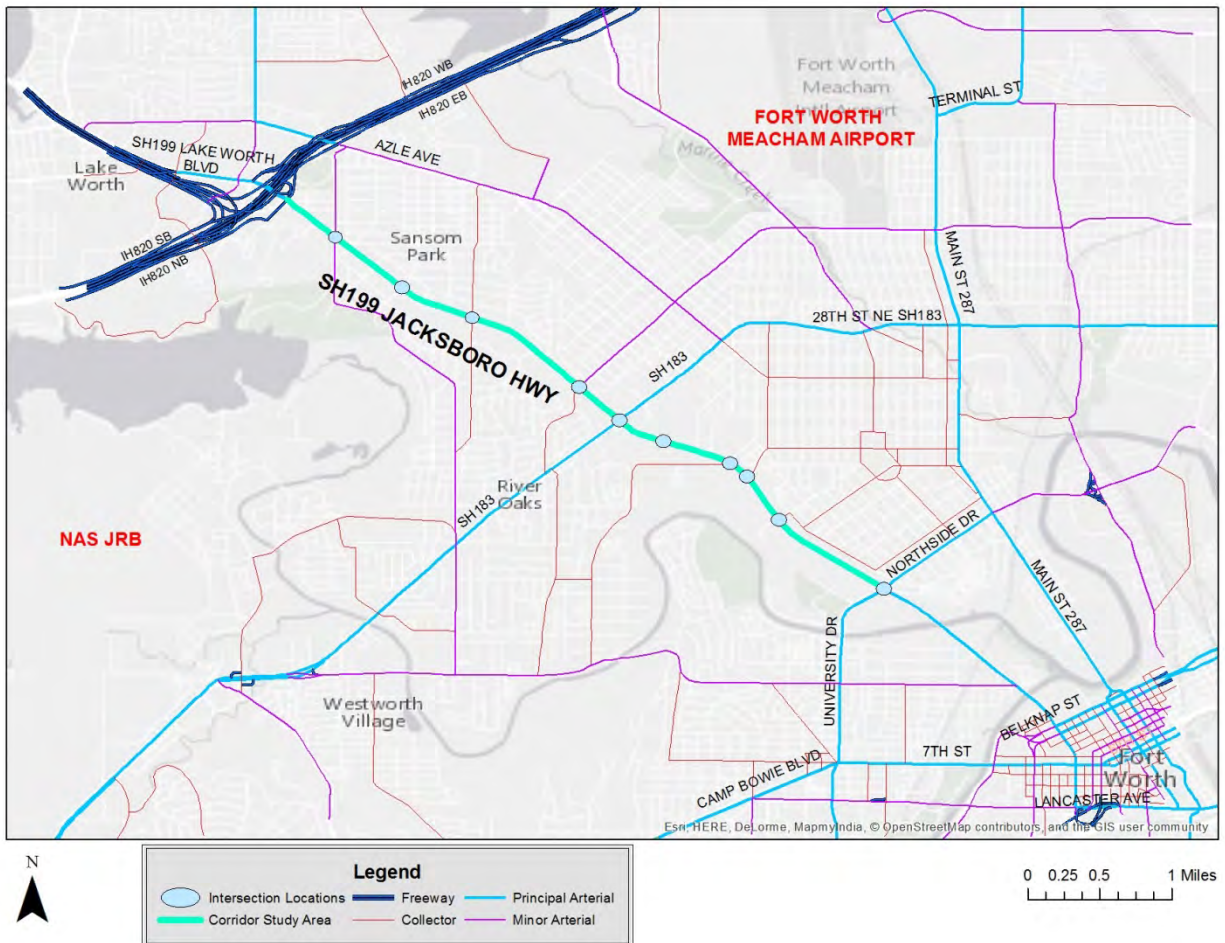 IH820 WB
IH820 EB
Fort Worth
Meacham
Int'l Airport
TERMINAL ST
FORT WORTH
MEACHAM AIRPORT
SH199 LAKE WORTH
BLVD
AZLE AVE
Lake
Worth
Marine Creek
IH820 SB
IH820 NB
Sansom
Park
MAIN ST 287
SH199 JACKSBORO HWY
28TH ST NE SH183
SH183
River
Oaks
SH183
NAS JRB
NORTHSIDE DR
MAIN ST 287
UNIVERSITY DR
Westworth
Village
BELKNAP ST
7TH ST
CAMP BOWIE BLVD
Fort
Worth
LANCASTER AVE
Esri, HERE, DeLorme, MapmyIndia, © OpenStreetMap contributors, and the GIS user community
N
Legend
Intersection Locations
Freeway
Principal Arterial
Corridor Study Area
Collector
Minor Arterial
0 0.25 0.5 1 Miles